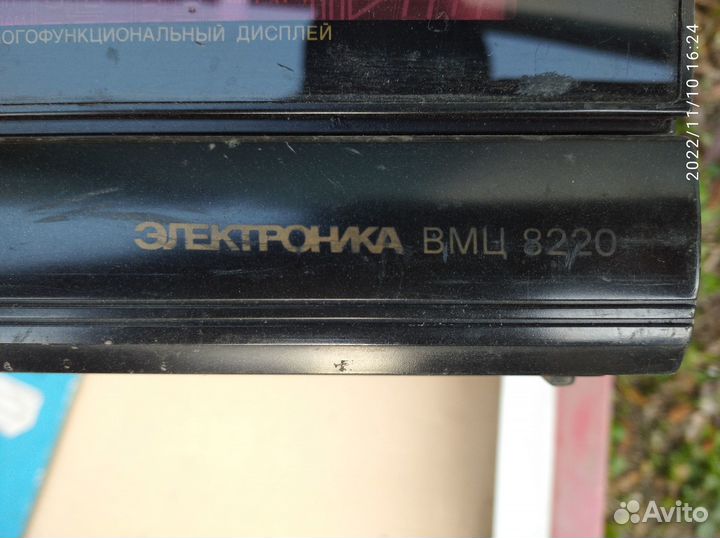 ОГОФУНКЦИОНАЛЬНЫЙ ДИСПЛЕЙ
2022/11/10 16:24
ЭЛЕКТРОНИКА ВМЦ 8220
Avito